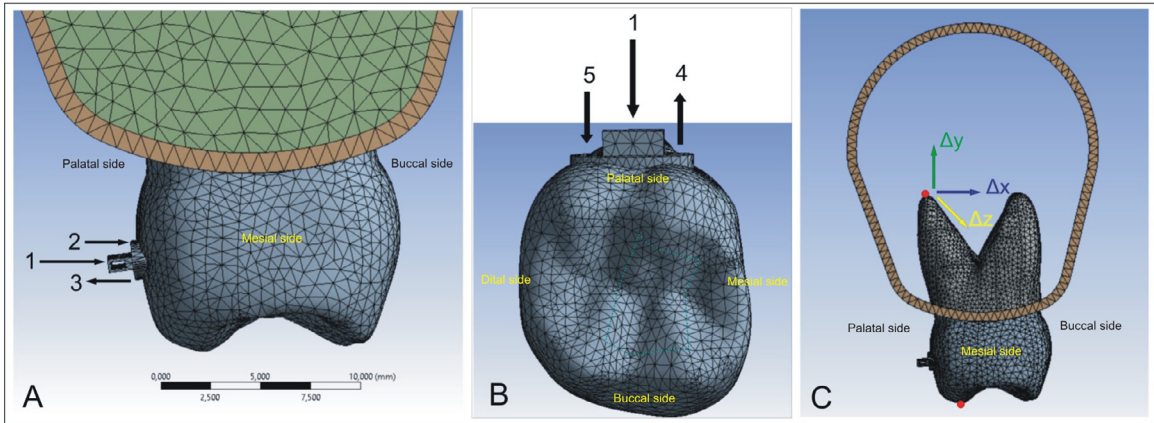 Palatal side
Buccal side
Mesial side
2
1
3
0,000
5,000
10,000 (mm)
2,500
7,500
A
1
5
4
Palatal side
Dital side
Mesial side
Buccal side
B
Δy
Δx
Δz
Palatal side
Buccal side
Mesial side
C